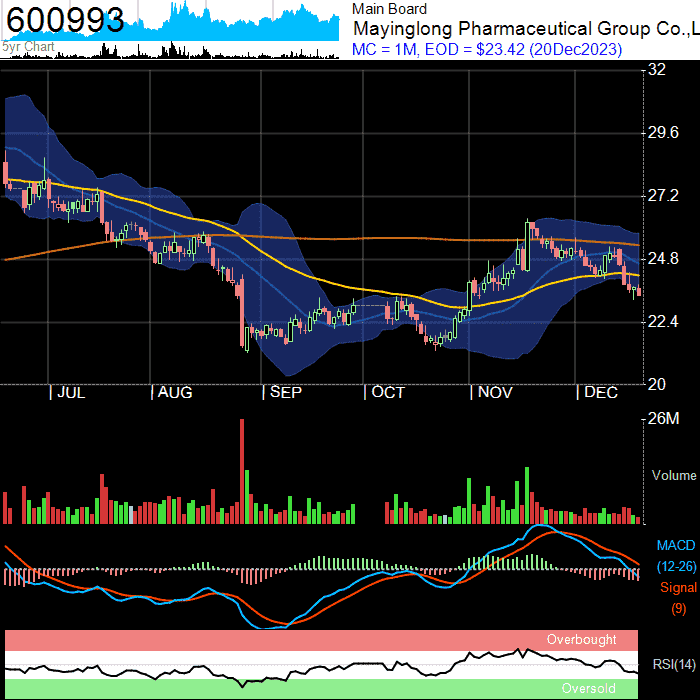 600993
5yr Chart
Main Board
Mayinglong Pharmaceutical Group Co.,L
MC = 1M, EOD = $23.42 (20Dec2023)
32
29.6
27.2
24.8
22.4
20
| JUL | AUG | SEP | OCT | NOV | DEC
26M
Volume
MACD
(12-26)
Signal
(9)
Overbought
RSI(14)
Oversold